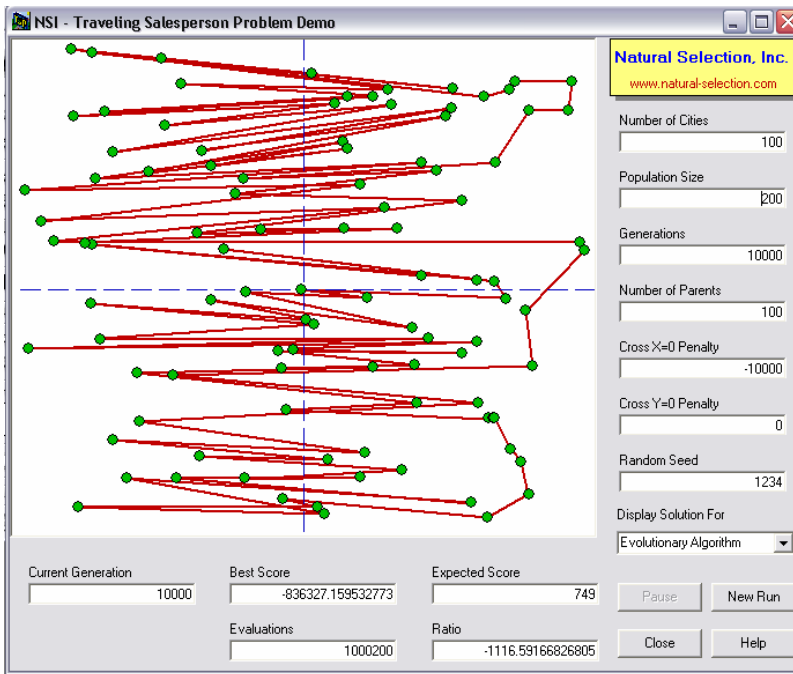 NSI - Traveling Salesperson Problem Demo
Natural Selection, Inc.
www.natural-selection.com
Number of Cities
100
Population Size
200
Generations
10000
Number of Parents
100
Cross X=0 Penalty
-10000
Cross Y=0 Penalty
0
Random Seed
1234
Display Solution For
Evolutionary Algorithm
Current Generation
10000
Best Score
-836327.159532773
Expected Score
749
Evaluations
1000200
Ratio
-1116.59166826805
Pause
New Run
Close
Help